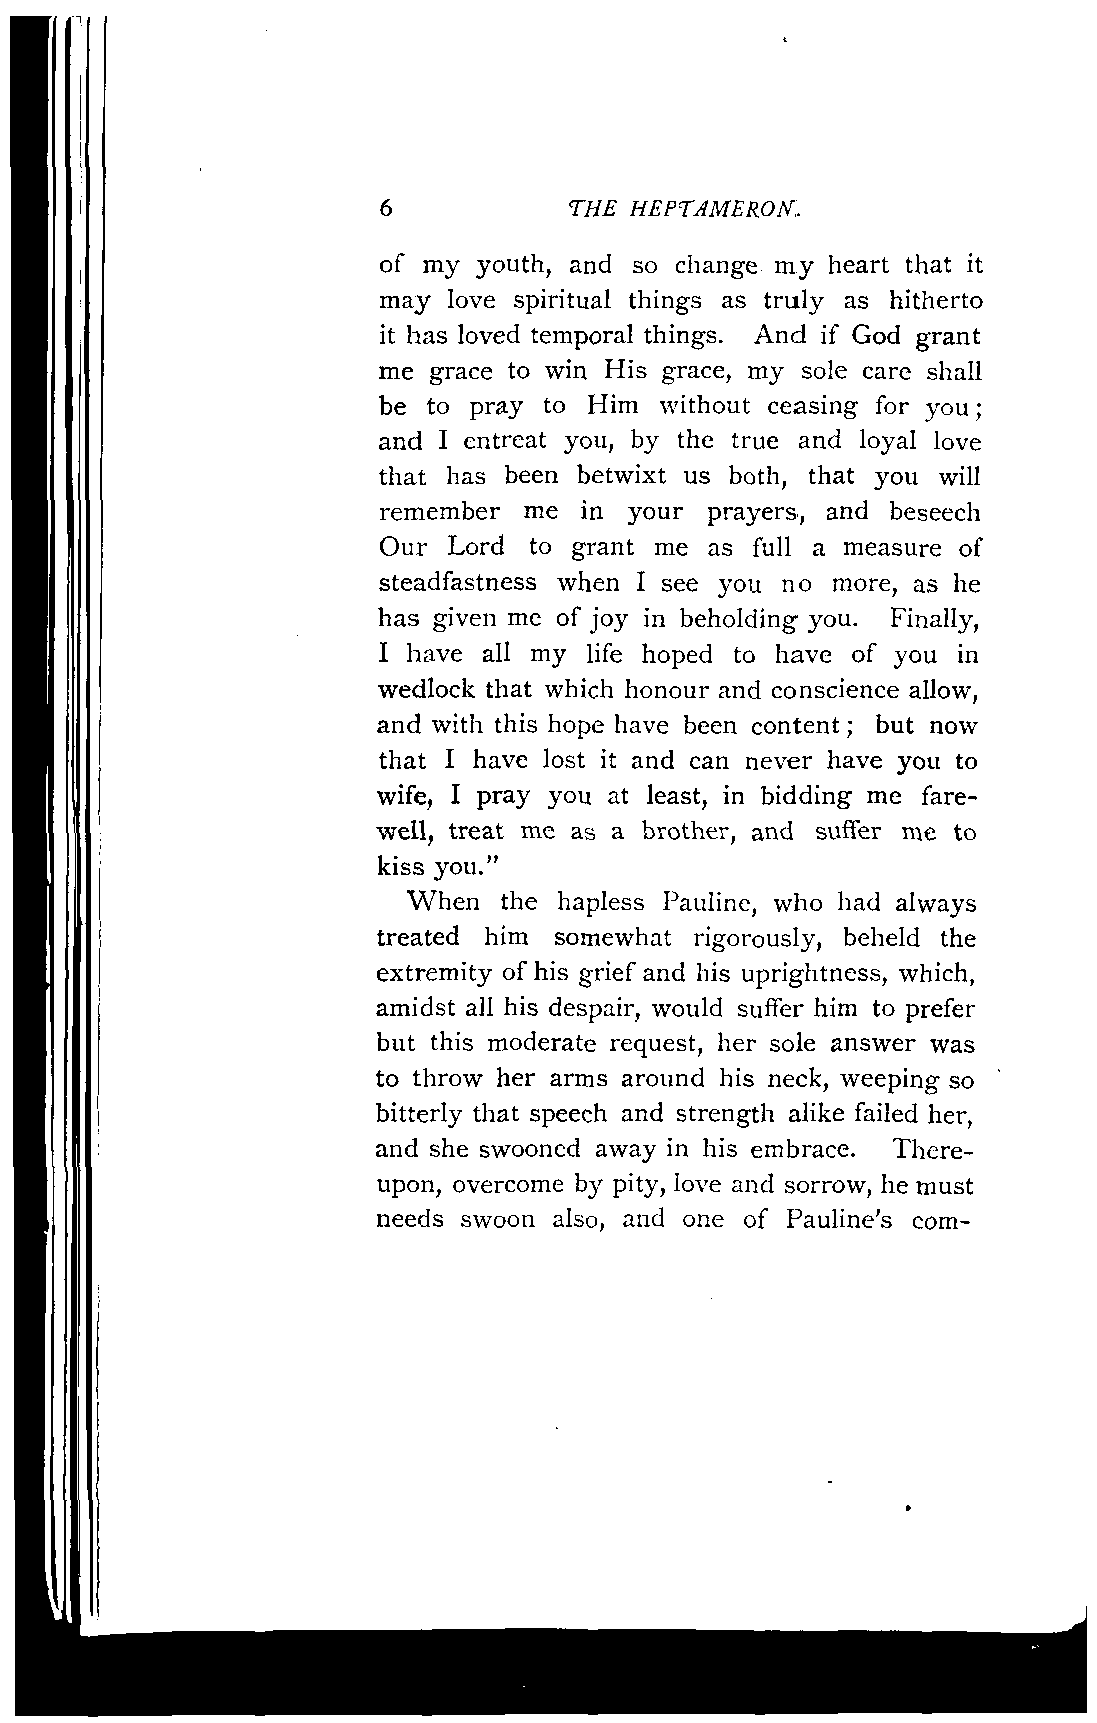 6 THE HEPTAMERON.
of my youth, and so change my heart that it
may love spiritual things as truly as hitherto
it has loved temporal things. And if God grant
me grace to win His grace, my sole care shall
be to pray to Him without ceasing for you;
and I entreat you, by the true and loyal love
that has been betwixt us both, that you will
remember me in your prayers, and beseech
Our Lord to grant me as full a measure of
steadfastness when I see you no more, as he
has given me of joy in beholding you. Finally,
I have all my life hoped to have of you in
wedlock that which honour and conscience allow,
and with this hope have been content; but now
that I have lost it and can never have you to
wife, I pray you at least, in bidding me fare-
well, treat me as a brother, and suffer me to
kiss you."
When the hapless Pauline, who had always
treated him somewhat rigorously, beheld the
extremity of his grief and his uprightness, which,
amidst all his despair, would suffer him to prefer
but this moderate request, her sole answer was
to throw her arms around his neck, weeping so
bitterly that speech and strength alike failed her,
and she swooned away in his embrace. There-
upon, overcome by pity, love and sorrow, he must
needs swoon also, and one of Pauline's com-